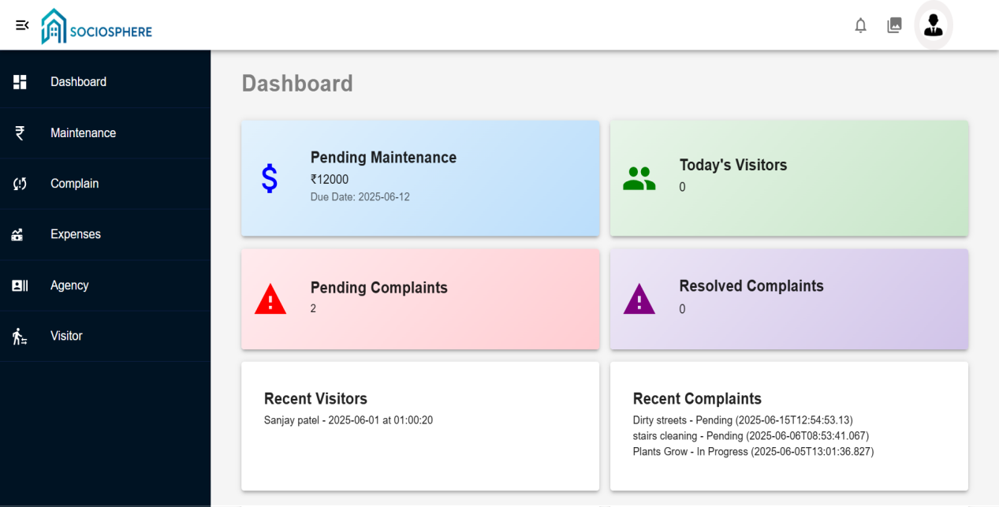 SOCIOSPHERE
Dashboard
Maintenance
Complain
Expenses
Agency
Visitor
Dashboard
Pending Maintenance
₹12000
Due Date: 2025-06-12
Today's Visitors
0
Pending Complaints
2
Resolved Complaints
0
Recent Visitors
Sanjay patel - 2025-06-01 at 01:00:20
Recent Complaints
Dirty streets - Pending (2025-06-15T12:54:53.13)
stairs cleaning - Pending (2025-06-06T08:53:41.067)
Plants Grow - In Progress (2025-06-05T13:01:36.827)